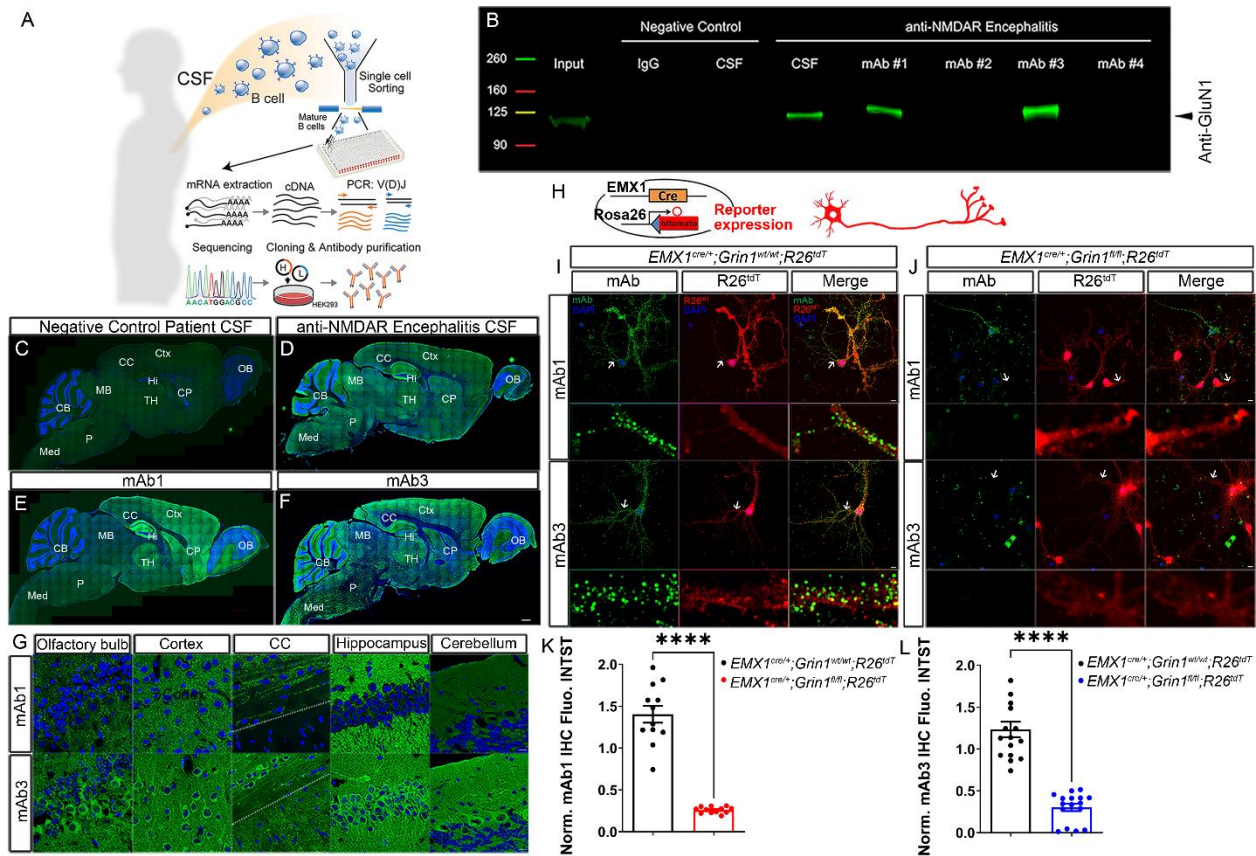 A
CSF
B cell
Single cell
Sorting
Mature
B cells
mRNA extraction
cDNA
PCR: V(D)J
AAAA
AAAA
AAAA
Sequencing
Cloning & Antibody purification
H
L
AACATGGACGCC
HEK293
B
Negative Control
anti-NMDAR Encephalitis
Input
IgG
CSF
CSF
mAb #1
mAb #2
mAb #3
mAb #4
260
160
125
90
Anti-GluN1
Negative Control Patient CSF
anti-NMDAR Encephalitis CSF
C
CC
Ctx
Hi
MB
TH
CP
CB
OB
P
Med
D
CC
Ctx
Hi
MB
TH
CP
CB
OB
P
Med
mAb1
mAb3
E
CC
Ctx
Hi
MB
TH
CP
CB
OB
P
Med
F
CC
Ctx
Hi
MB
TH
CP
CB
OB
P
Med
G
Olfactory bulb
Cortex
CC
Hippocampus
Cerebellum
mAb1
mAb3
H
EMX1
Cre
Rosa26
tdtomato
Reporter
expression
I
EMX1cre/+;Grin1wt/wt;R26tdT
mAb
R26tdT
Merge
mAb
DAPI
DAPI
mAb
DAPI
mAb1
mAb3
J
EMX1cre/+;Grin1fl/fl;R26tdT
mAb
R26tdT
Merge
mAb1
mAb3
K
****
EMX1cre/+;Grin1wt/wt;R26tdT
EMX1cre/+;Grin1fl/fl;R26tdT
Norm. mAb1 IHC Fluo. INTST
2.0
1.5
1.0
0.5
0.0
L
****
EMX1cre/+;Grin1wt/wt;R26tdT
EMX1cre/+;Grin1fl/fl;R26tdT
Norm. mAb3 IHC Fluo. INTST
2.0
1.5
1.0
0.5
0.0